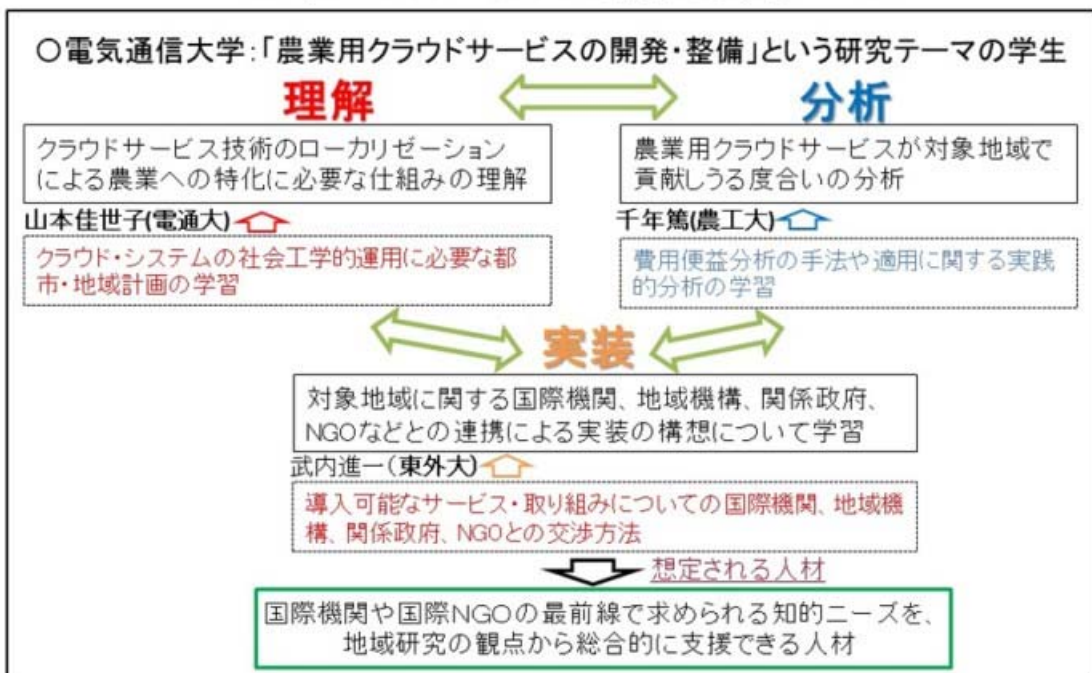 ○電気通信大学:「農業用クラウドサービスの開発・整備」という研究テーマの学生
理解
分析
クラウドサービス技術のローカリゼーション
による農業への特化に必要な仕組みの理解
山本佳世子(電通大)
クラウド・システムの社会工学的運用に必要な都
市・地域計画の学習
農業用クラウドサービスが対象地域で
貢献しうる度合いの分析
千年篤(農工大)
費用便益分析の手法や適用に関する実践
的分析の学習
実装
対象地域に関する国際機関、地域機構、関係政府、
NGOなどとの連携による実装の構想について学習
武内進一(東外大)
導入可能なサービス・取り組みについての国際機関、地域機
構、関係政府、NGOとの交渉方法
想定される人材
国際機関や国際NGOの最前線で求められる知的ニーズを、
地域研究の観点から総合的に支援できる人材